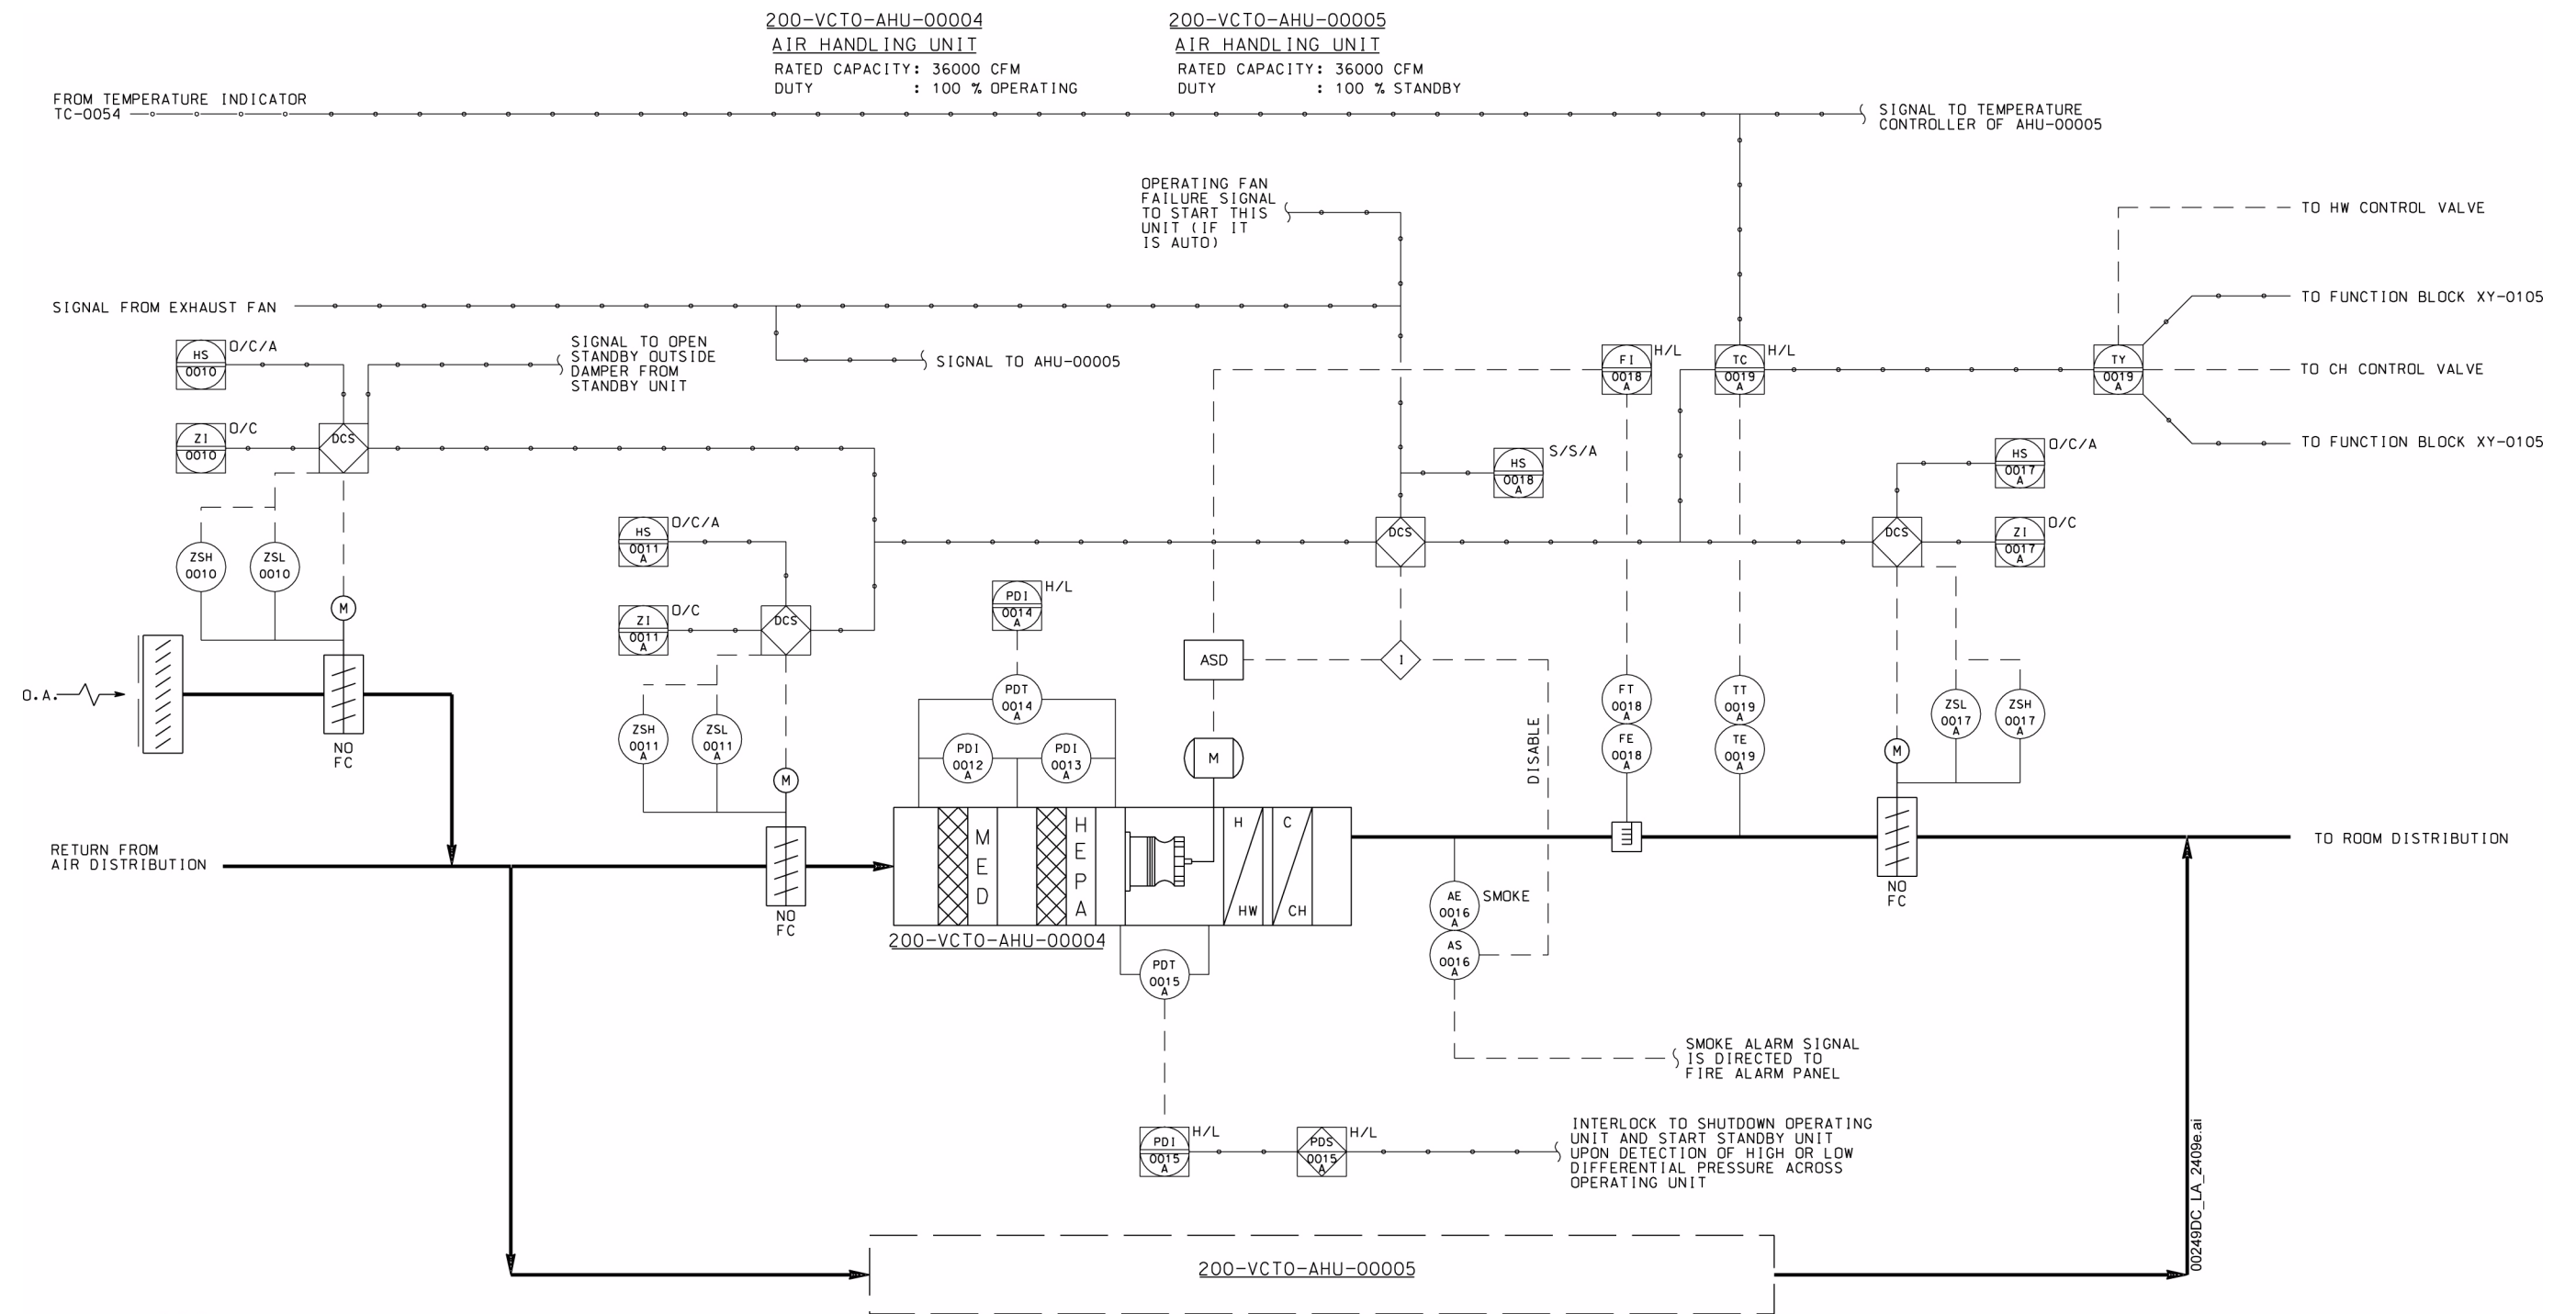 200-VCTO-AHU-00004
AIR HANDLING UNIT
RATED CAPACITY: 36000 CFM
DUTY : 100 % OPERATING
200-VCTO-AHU-00005
AIR HANDLING UNIT
RATED CAPACITY: 36000 CFM
DUTY : 100 % STANDBY
FROM TEMPERATURE INDICATOR
TC-0054
SIGNAL TO TEMPERATURE
CONTROLLER OF AHU-00005
OPERATING FAN
FAILURE SIGNAL
TO START THIS
UNIT (IF IT
IS AUTO)
TO HW CONTROL VALVE
SIGNAL FROM EXHAUST FAN
TO FUNCTION BLOCK XY-0105
SIGNAL TO OPEN
STANDBY OUTSIDE
DAMPER FROM
STANDBY UNIT
SIGNAL TO AHU-00005
HS
0010
O/C/A
FI
0018
A
H/L
TC
0019
A
H/L
TY
0019
A
TO CH CONTROL VALVE
TO FUNCTION BLOCK XY-0105
ZI
0010
O/C
DCS
HS
0018
A
S/S/A
HS
0017
A
O/C/A
HS
0011
A
O/C/A
DCS
DCS
ZI
0017
A
O/C
ZSH
0010
ZSL
0010
M
PDI
0014
A
H/L
ZI
0011
A
O/C
DCS
ASD
I
O.A.
NO
FC
PDT
0014
A
FT
0018
A
TT
0019
A
ZSL
0017
A
ZSH
0017
A
ZSH
0011
A
ZSL
0011
A
M
PDI
0012
A
PDI
0013
A
M
DISABLE
FE
0018
A
TE
0019
A
M
RETURN FROM
AIR DISTRIBUTION
NO
FC
MED
HEPA
H
HW
C
CH
200-VCTO-AHU-00004
AE
0016
A
SMOKE
AS
0016
A
NO
FC
TO ROOM DISTRIBUTION
PDT
0015
A
SMOKE ALARM SIGNAL
IS DIRECTED TO
FIRE ALARM PANEL
PDI
0015
A
H/L
PDS
0015
A
H/L
INTERLOCK TO SHUTDOWN OPERATING
UNIT AND START STANDBY UNIT
UPON DETECTION OF HIGH OR LOW
DIFFERENTIAL PRESSURE ACROSS
OPERATING UNIT
200-VCTO-AHU-00005
00249DC_LA_2409e.ai